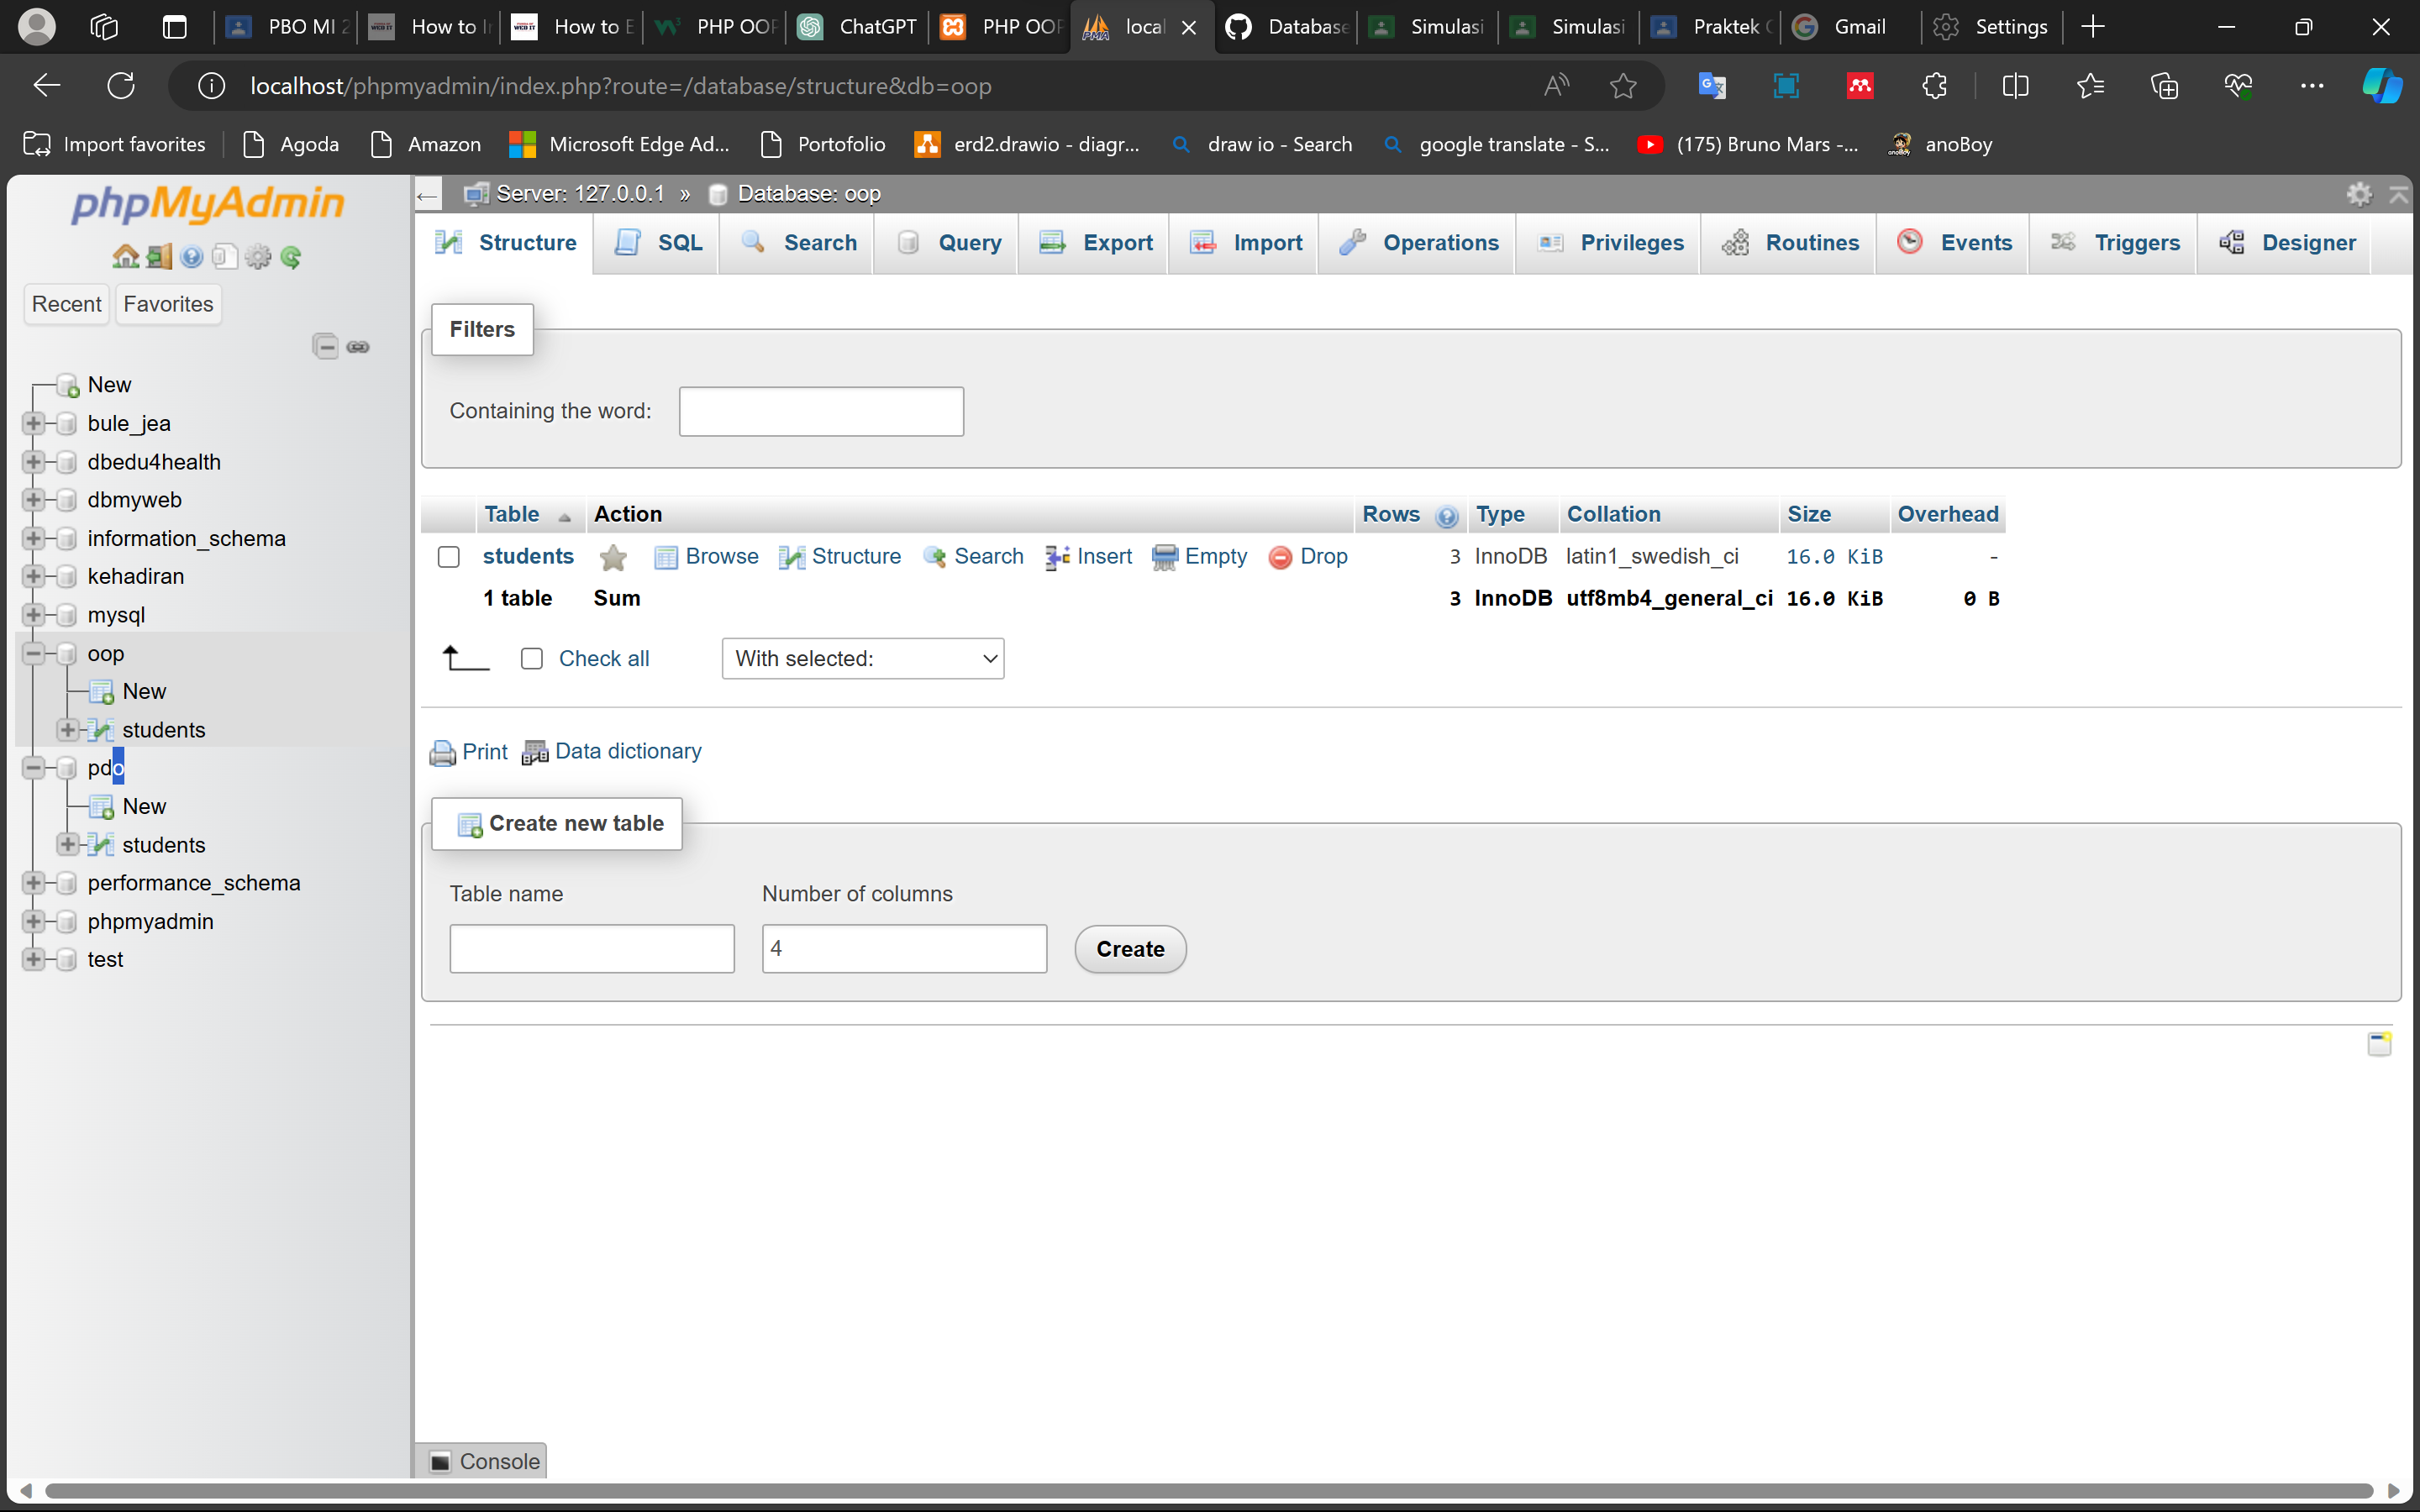 PBO MI 2 How to I How to E PHP OOP ChatGPT PHP OOP local Database Simulasi Simulasi Praktek Gmail Settings
localhost/phpmyadmin/index.php?route=/database/structure&db=oop
Import favorites Agoda Amazon Microsoft Edge Ad... Portofolio erd2.drawio - diagr... draw io - Search google translate - S... (175) Bruno Mars -... anoBoy
phpMyAdmin
Recent Favorites
New
bule_jea
dbedu4health
dbmyweb
information_schema
kehadiran
mysql
oop
New
students
pdo
New
students
performance_schema
phpmyadmin
test
Server: 127.0.0.1 » Database: oop
Structure SQL Search Query Export Import Operations Privileges Routines Events Triggers Designer
Filters
Containing the word:
Table Action Rows Type Collation Size Overhead
students Browse Structure Search Insert Empty Drop 3 InnoDB latin1_swedish_ci 16.0 KiB -
1 table Sum 3 InnoDB utf8mb4_general_ci 16.0 KiB 0 B
Check all With selected:
Print Data dictionary
Create new table
Table name Number of columns
4 Create
Console